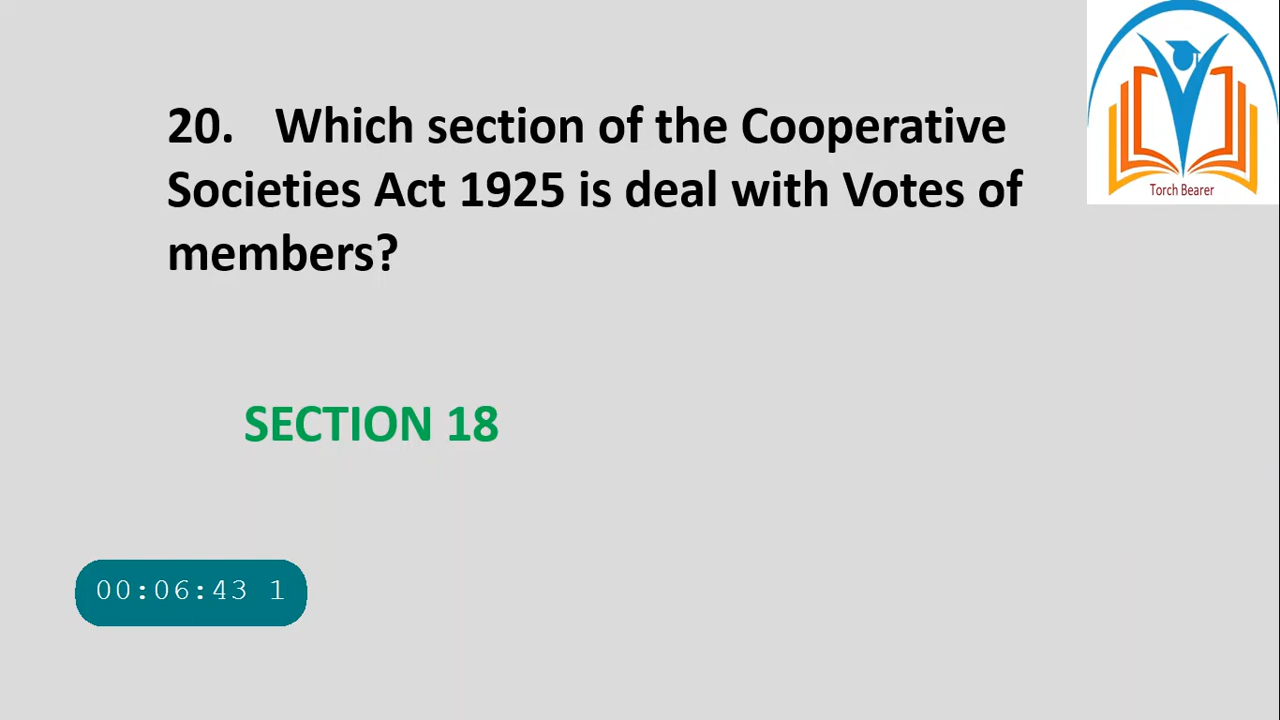 20. Which section of the Cooperative
Societies Act 1925 is deal with Votes of
members?
Torch Bearer
SECTION 18
00:06:43 1